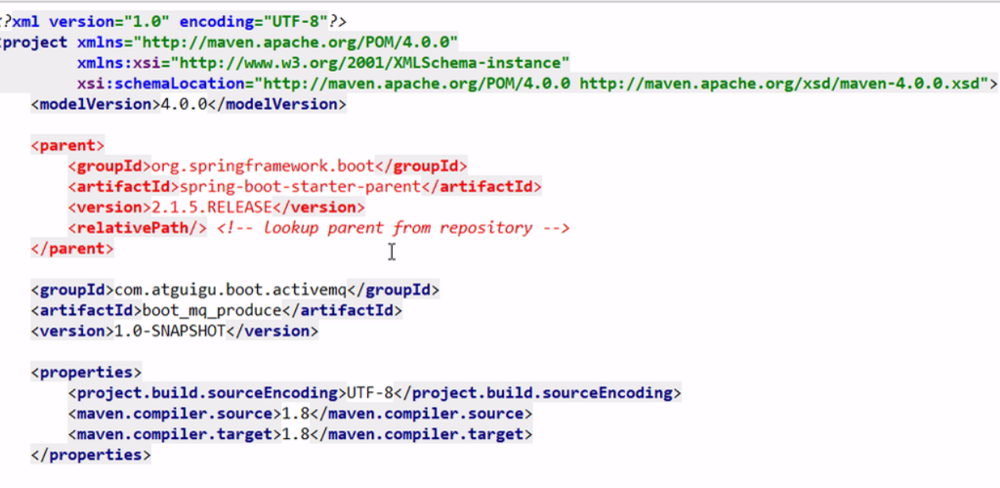 <?xml version="1.0" encoding="UTF-8"?>
<project xmlns="http://maven.apache.org/POM/4.0.0"
xmlns:xsi="http://www.w3.org/2001/XMLSchema-instance"
xsi:schemaLocation="http://maven.apache.org/POM/4.0.0 http://maven.apache.org/xsd/maven-4.0.0.xsd">
<modelVersion>4.0.0</modelVersion>
<parent>
<groupId>org.springframework.boot</groupId>
<artifactId>spring-boot-starter-parent</artifactId>
<version>2.1.5.RELEASE</version>
<relativePath/> <!-- lookup parent from repository -->
</parent>
<groupId>com.atguigu.boot.activemq</groupId>
<artifactId>boot_mq_produce</artifactId>
<version>1.0-SNAPSHOT</version>
<properties>
<project.build.sourceEncoding>UTF-8</project.build.sourceEncoding>
<maven.compiler.source>1.8</maven.compiler.source>
<maven.compiler.target>1.8</maven.compiler.target>
</properties>